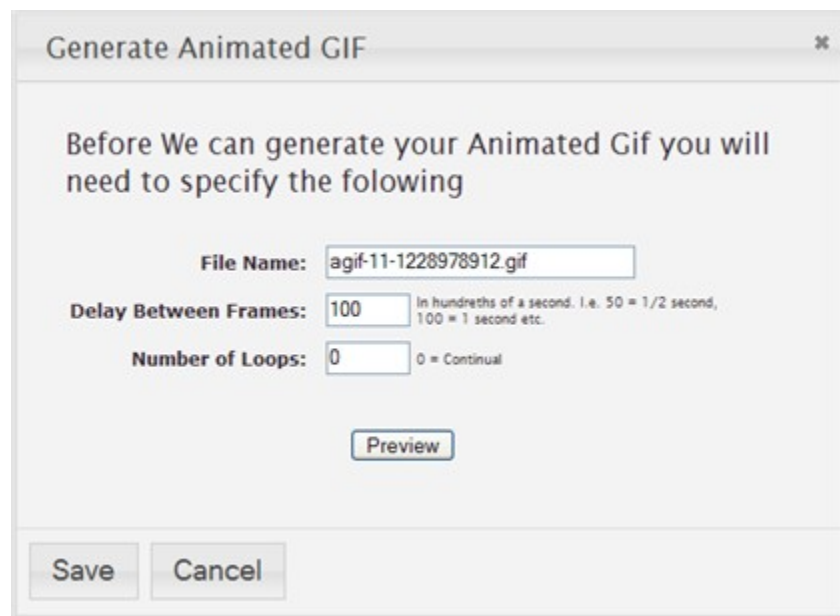 Generate Animated GIF
Before We can generate your Animated Gif you will
need to specify the folowing
File Name: agif-11-1228978912.gif
Delay Between Frames: 100 In hundreths of a second. I.e. 50 = 1/2 second,
100 = 1 second etc.
Number of Loops: 0 0 = Continual
Preview
Save Cancel